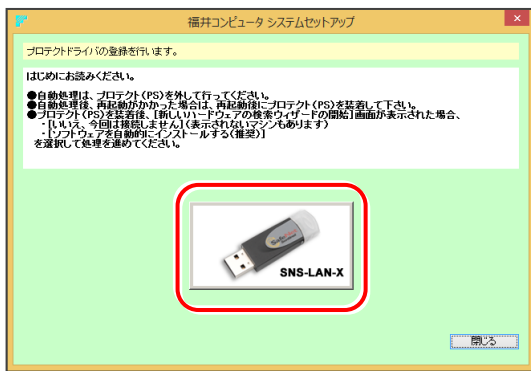 福井コンピュータ システムセットアップ
プロテクトドライバの登録を行います。
はじめにお読みください。
●自動処理は、プロテクト(PS)を外して行ってください。
●自動処理後、再起動がかかった場合は、再起動後にプロテクト(PS)を装着して下さい。
●プロテクト(PS)を装着後、[新しいハードウェアの検索ウィザードの開始]画面が表示された場合、
・[いいえ、今回は接続しません](表示されないマシンもあります)
・[ソフトウェアを自動的にインストールする(推奨)]
を選択して処理を進めてください。
SNS-LAN-X
閉じる